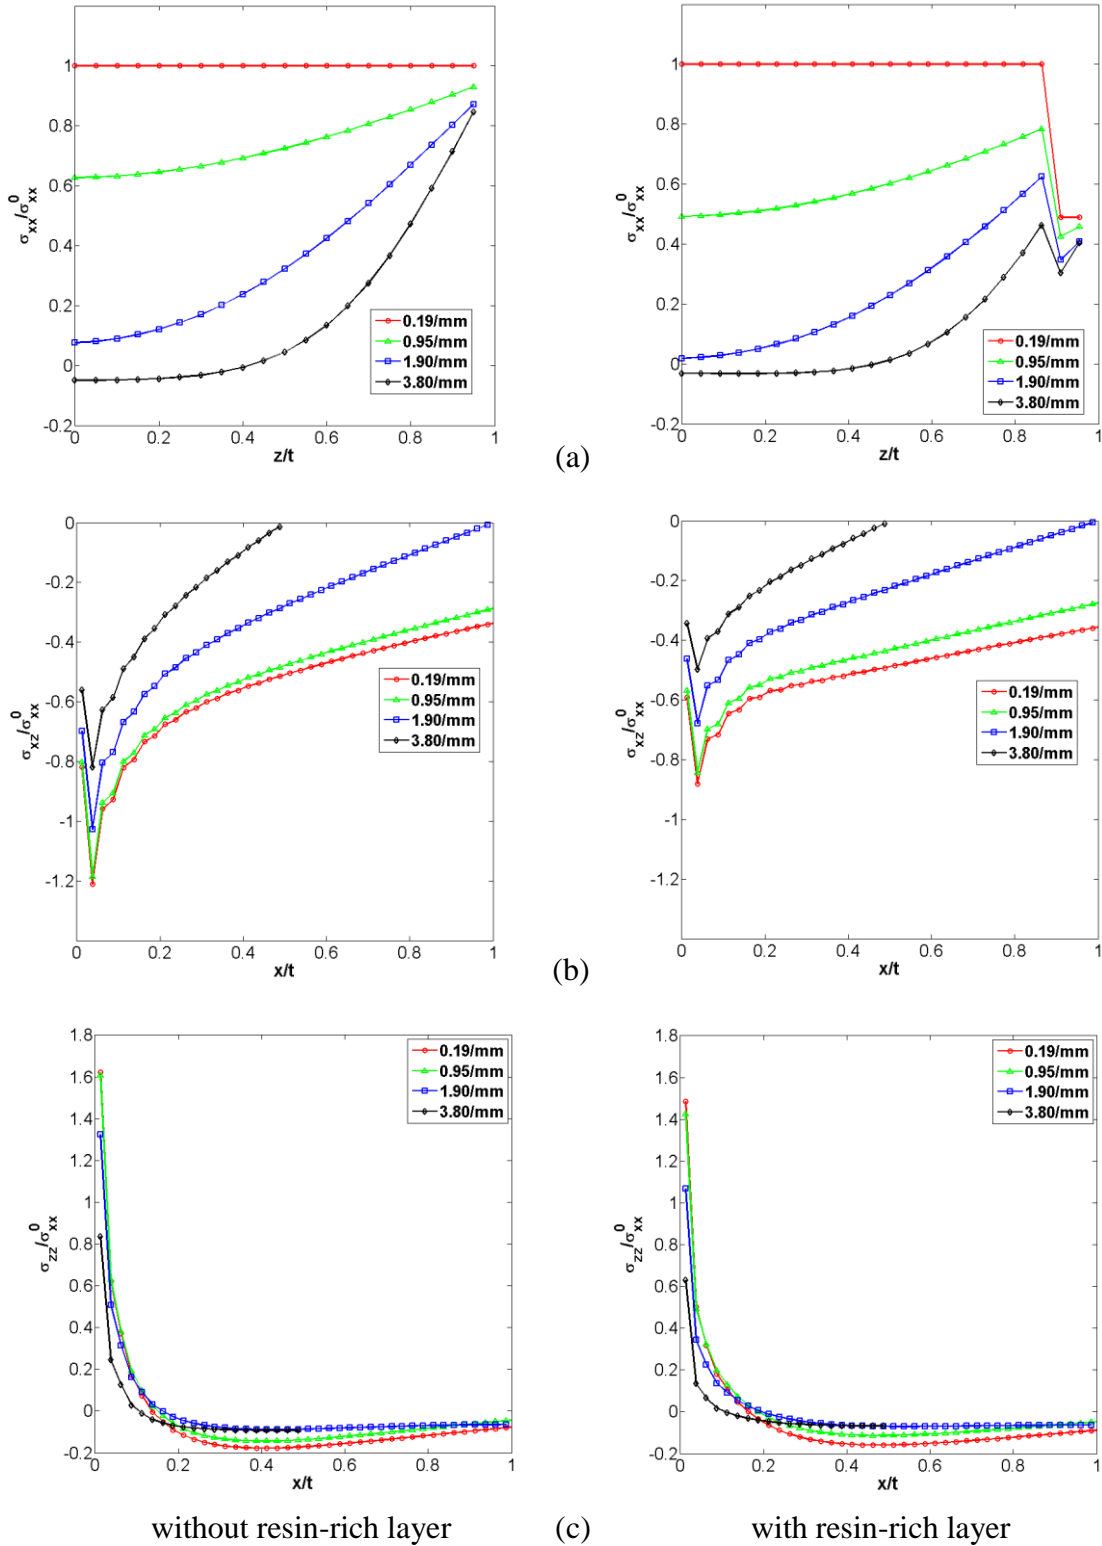 1
0.8
0.6
0.4
0.2
0
-0.2
σxx/σ⁰xx
0 0.2 0.4 0.6 0.8 1
z/t
0.19/mm
0.95/mm
1.90/mm
3.80/mm
1
0.8
0.6
0.4
0.2
0
-0.2
σxx/σ⁰xx
0 0.2 0.4 0.6 0.8 1
z/t
0.19/mm
0.95/mm
1.90/mm
3.80/mm
(a)
0
-0.2
-0.4
-0.6
-0.8
-1
-1.2
σxz/σ⁰xx
0 0.2 0.4 0.6 0.8 1
x/t
0.19/mm
0.95/mm
1.90/mm
3.80/mm
0
-0.2
-0.4
-0.6
-0.8
-1
-1.2
σxz/σ⁰xx
0 0.2 0.4 0.6 0.8 1
x/t
0.19/mm
0.95/mm
1.90/mm
3.80/mm
(b)
1.8
1.6
1.4
1.2
1
0.8
0.6
0.4
0.2
0
-0.2
σzz/σ⁰xx
0 0.2 0.4 0.6 0.8 1
x/t
0.19/mm
0.95/mm
1.90/mm
3.80/mm
1.8
1.6
1.4
1.2
1
0.8
0.6
0.4
0.2
0
-0.2
σzz/σ⁰xx
0 0.2 0.4 0.6 0.8 1
x/t
0.19/mm
0.95/mm
1.90/mm
3.80/mm
without resin-rich layer (c) with resin-rich layer